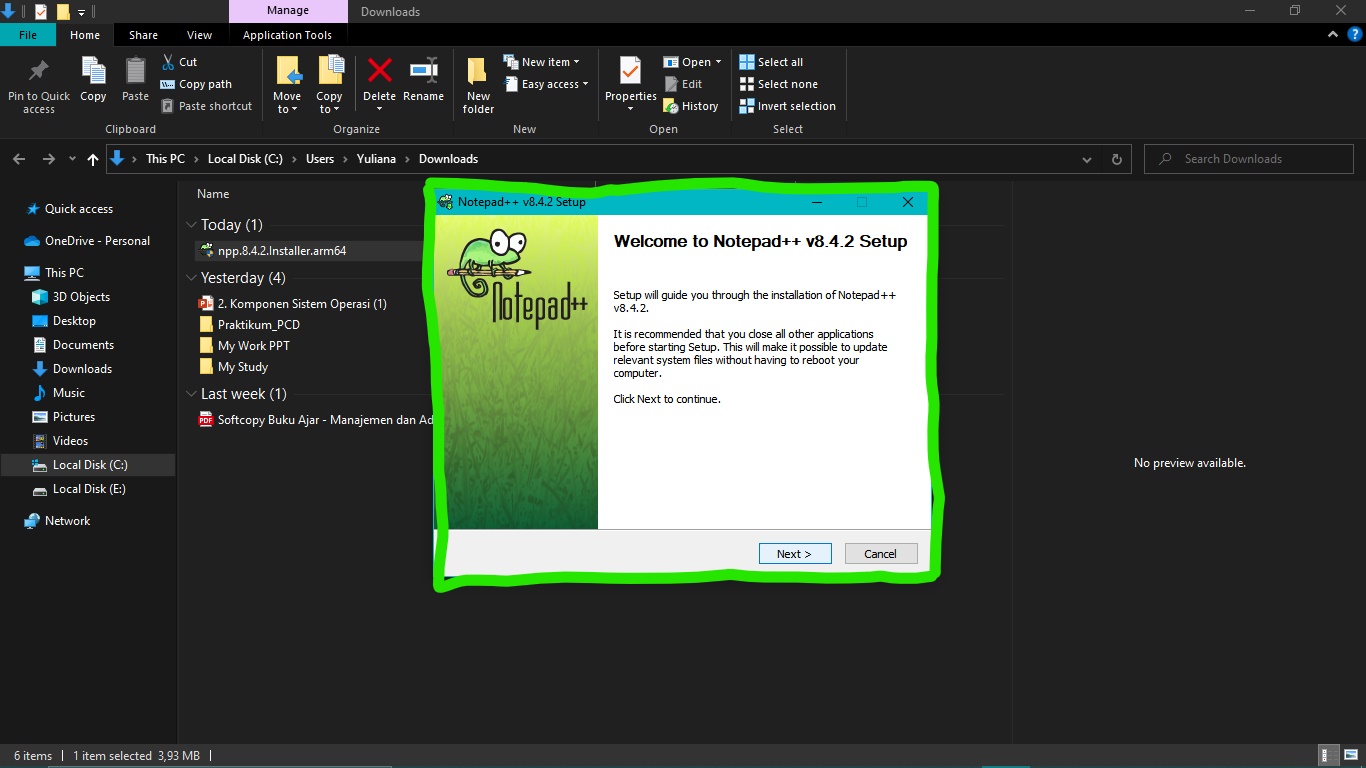 Manage
Downloads
File
Home
Share
View
Application Tools
Pin to Quick access
Copy
Paste
Cut
Copy path
Paste shortcut
Clipboard
Move to
Copy to
Delete
Rename
Organize
New folder
New item
Easy access
New
Properties
Open
Edit
History
Open
Select all
Select none
Invert selection
Select
This PC
Local Disk (C:)
Users
Yuliana
Downloads
Search Downloads
Quick access
OneDrive - Personal
This PC
3D Objects
Desktop
Documents
Downloads
Music
Pictures
Videos
Local Disk (C:)
Local Disk (E:)
Network
Name
Today (1)
npp.8.4.2.Installer.arm64
Yesterday (4)
2. Komponen Sistem Operasi (1)
Praktikum_PCD
My Work PPT
My Study
Last week (1)
PDF
Softcopy Buku Ajar - Manajemen dan Ad
Notepad++ v8.4.2 Setup
Notepad++
Welcome to Notepad++ v8.4.2 Setup
Setup will guide you through the installation of Notepad++
v8.4.2.
It is recommended that you close all other applications
before starting Setup. This will make it possible to update
relevant system files without having to reboot your
computer.
Click Next to continue.
Next >
Cancel
No preview available.
6 items
1 item selected 3,93 MB